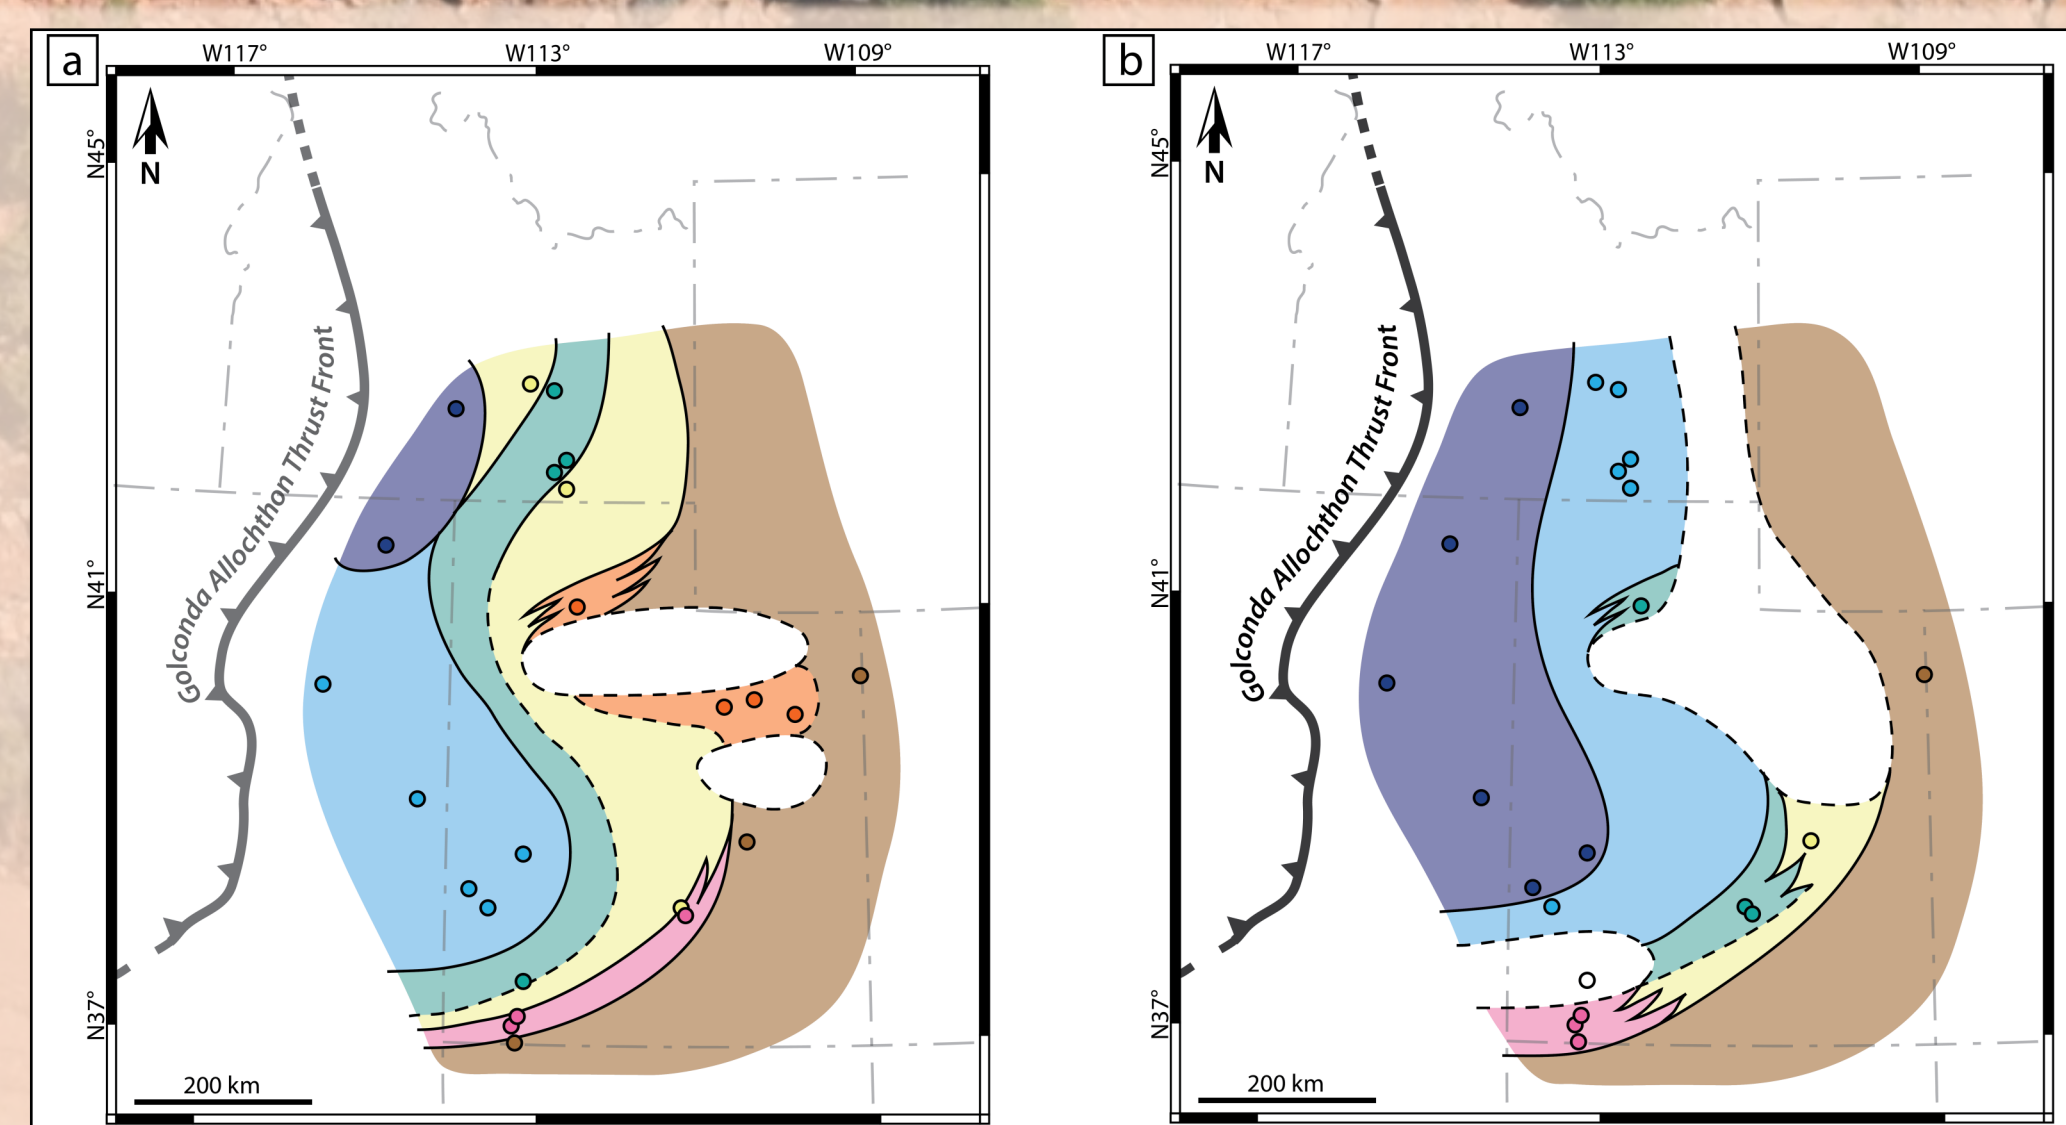 a
W117°
W113°
W109°
N45°
N
Golconda Allochthon Thrust Front
N41°
N37°
200 km
b
W117°
W113°
W109°
N45°
N
Golconda Allochthon Thrust Front
N41°
N37°
200 km